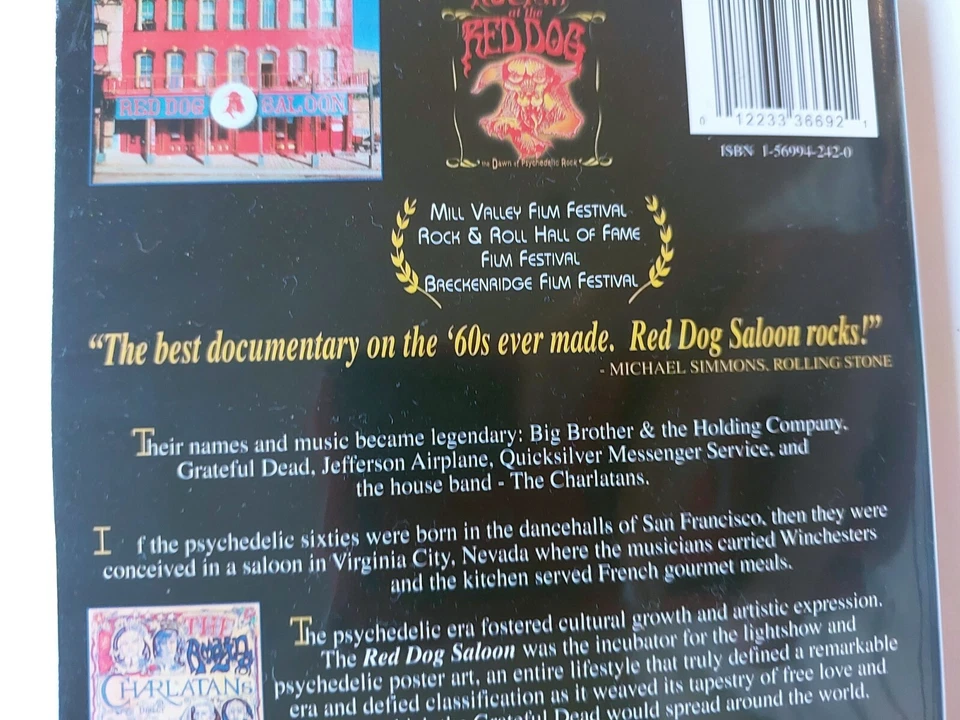 RED DOG SALOON
ROCKIN'
at the
RED DOG
the Dawn of Psychedelic Rock
0 12233 36692 1
ISBN 1-56994-242-0
MILL VALLEY FILM FESTIVAL
ROCK & ROLL HALL OF FAME
FILM FESTIVAL
BRECKENRIDGE FILM FESTIVAL
“The best documentary on the ‘60s ever made. Red Dog Saloon rocks!”
- MICHAEL SIMMONS, ROLLING STONE
Their names and music became legendary: Big Brother & the Holding Company,
Grateful Dead, Jefferson Airplane, Quicksilver Messenger Service, and
the house band - The Charlatans.
If the psychedelic sixties were born in the dancehalls of San Francisco, then they were
conceived in a saloon in Virginia City, Nevada where the musicians carried Winchesters
and the kitchen served French gourmet meals.
THE
CHARLATANS
The psychedelic era fostered cultural growth and artistic expression.
The Red Dog Saloon was the incubator for the lightshow and
psychedelic poster art, an entire lifestyle that truly defined a remarkable
era and defied classification as it weaved its tapestry of free love and
the Grateful Dead would spread around the world.